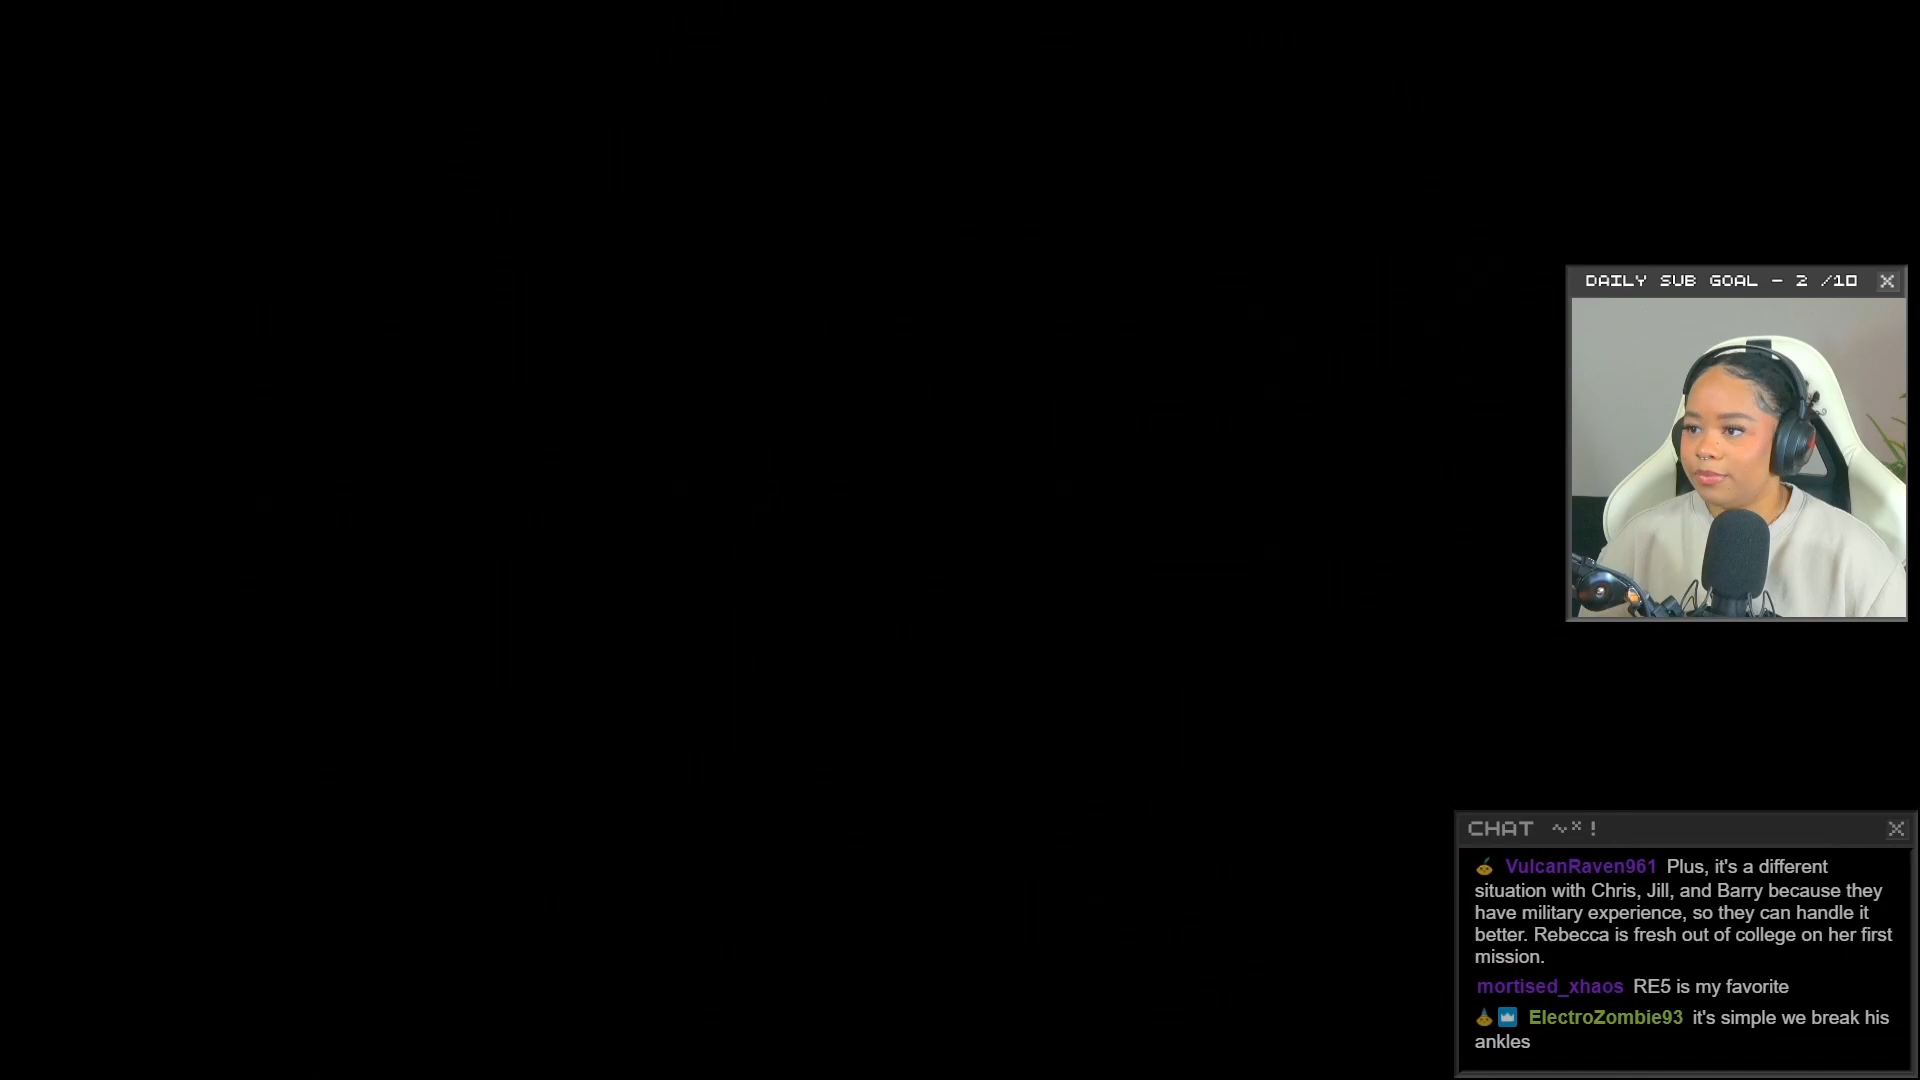 DAILY SUB GOAL - 2 /10
CHAT ~* !
VulcanRaven961 Plus, it's a different
situation with Chris, Jill, and Barry because they
have military experience, so they can handle it
better. Rebecca is fresh out of college on her first
mission.
mortised_xhaos RE5 is my favorite
ElectroZombie93 it's simple we break his
ankles